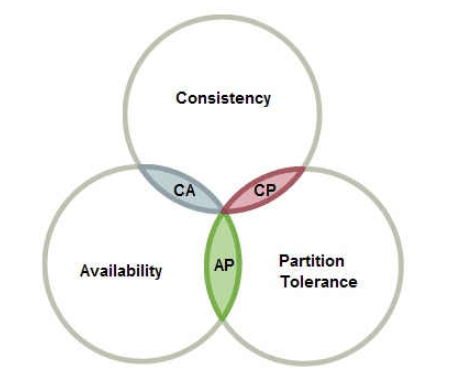 Consistency
CA
CP
Availability
AP
Partition
Tolerance